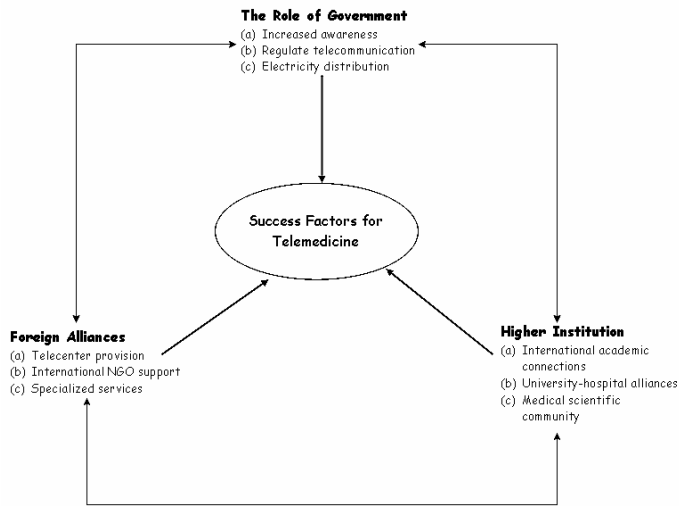 The Role of Government
(a) Increased awareness
(b) Regulate telecommunication
(c) Electricity distribution
Success Factors for
Telemedicine
Foreign Alliances
(a) Telecenter provision
(b) International NGO support
(c) Specialized services
Higher Institution
(a) International academic
connections
(b) University-hospital alliances
(c) Medical scientific
community